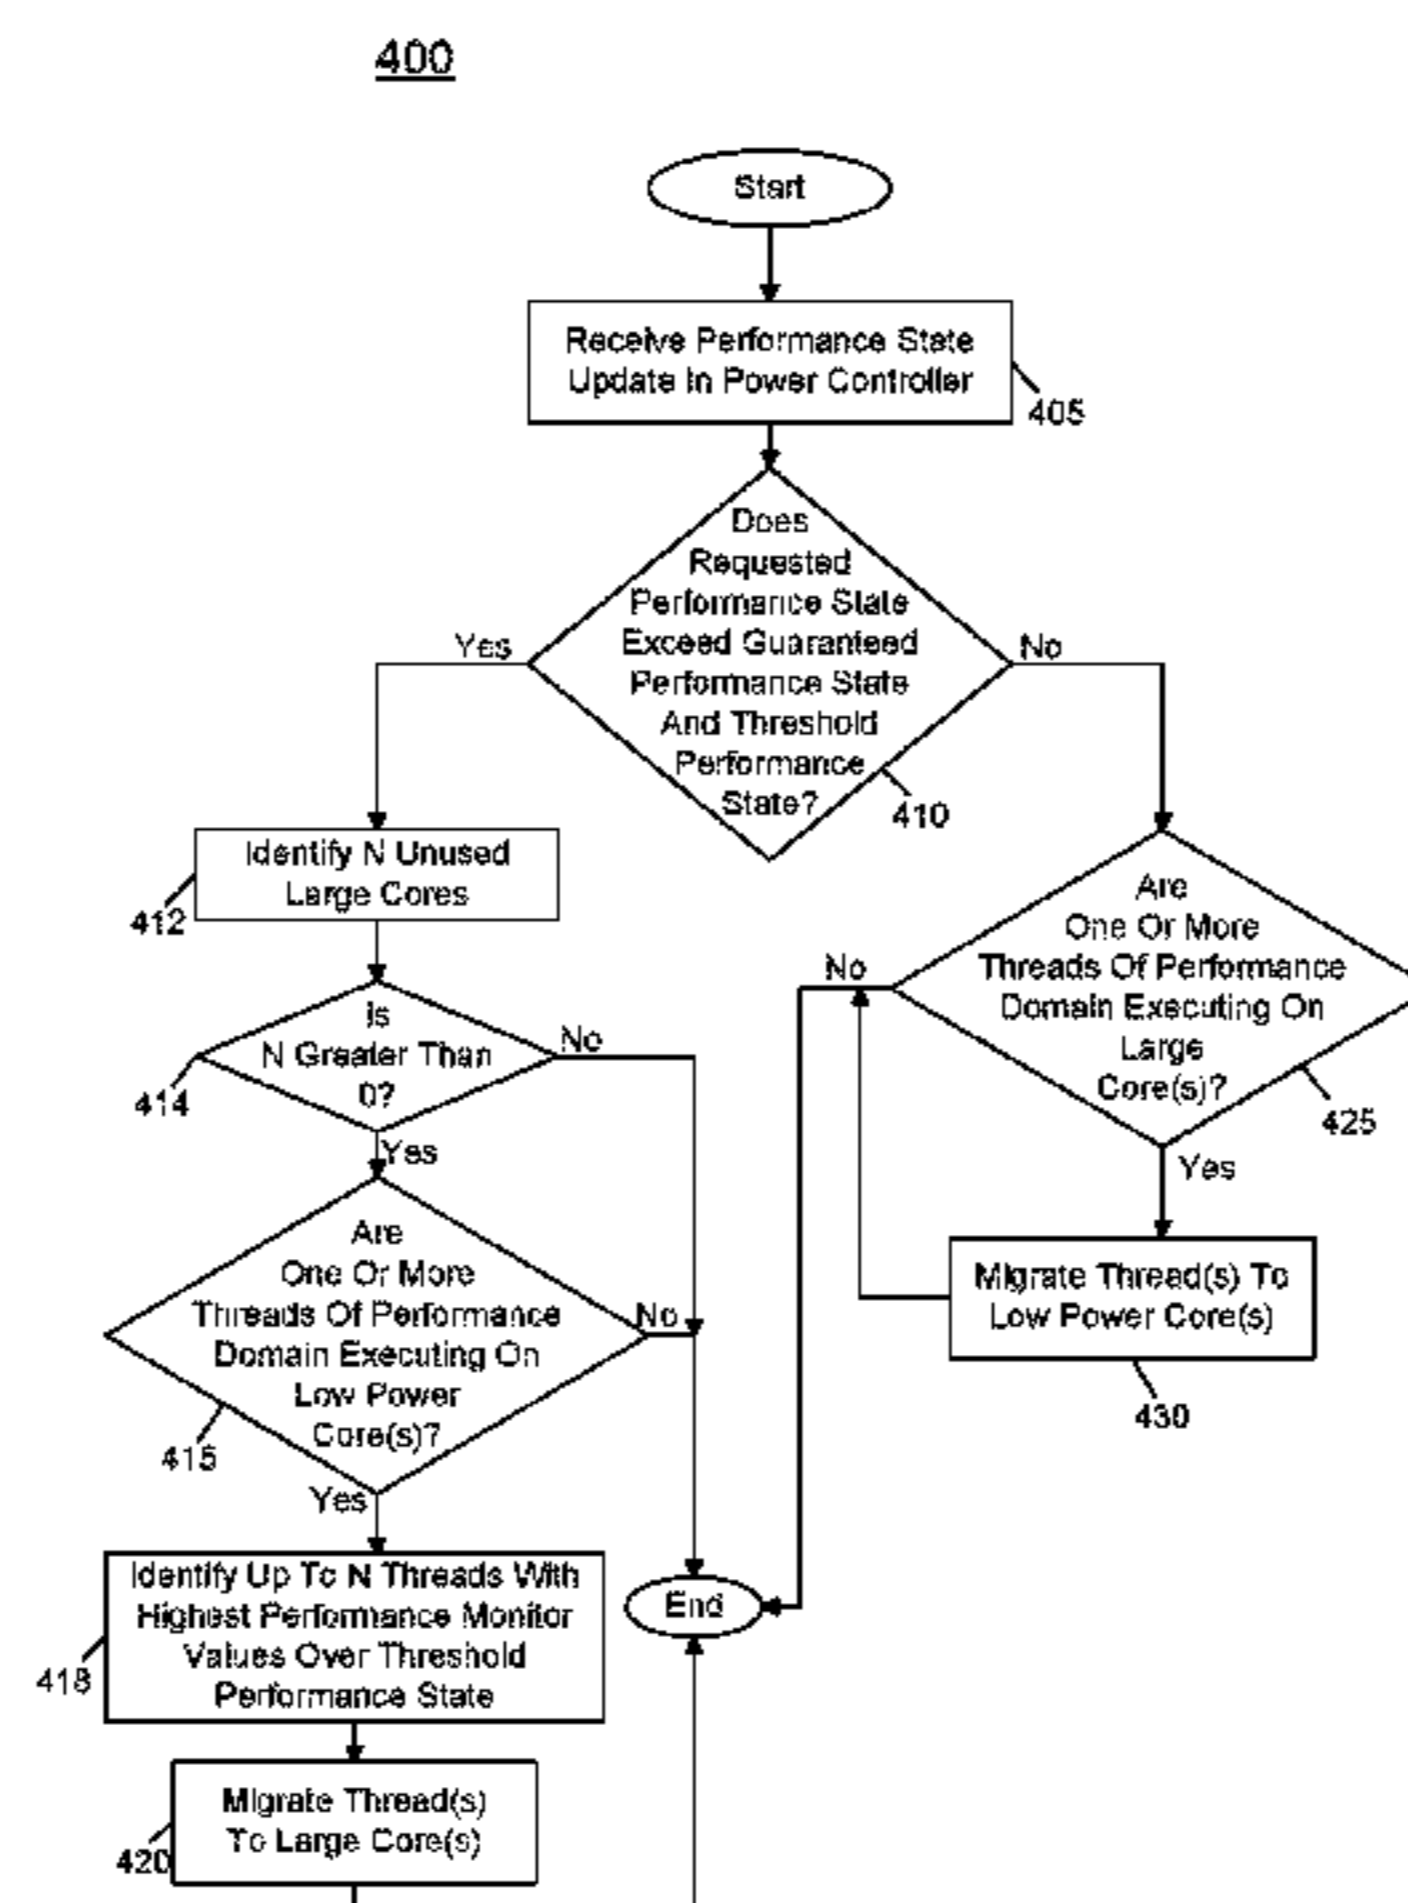 400
Start
Receive Performance State
Update In Power Controller
405
Does
Requested
Performance State
Exceed Guaranteed
Performance State
And Threshold
Performance
State?
410
Yes
No
Identify N Unused
Large Cores
412
Is
N Greater Than
0?
414
No
Yes
Are
One Or More
Threads Of Performance
Domain Executing On
Low Power
Core(s)?
415
No
Yes
Identify Up To N Threads With
Highest Performance Monitor
Values Over Threshold
Performance State
418
Migrate Thread(s)
To Large Core(s)
420
Are
One Or More
Threads Of Performance
Domain Executing On
Large
Core(s)?
425
No
Yes
Migrate Thread(s) To
Low Power Core(s)
430
End